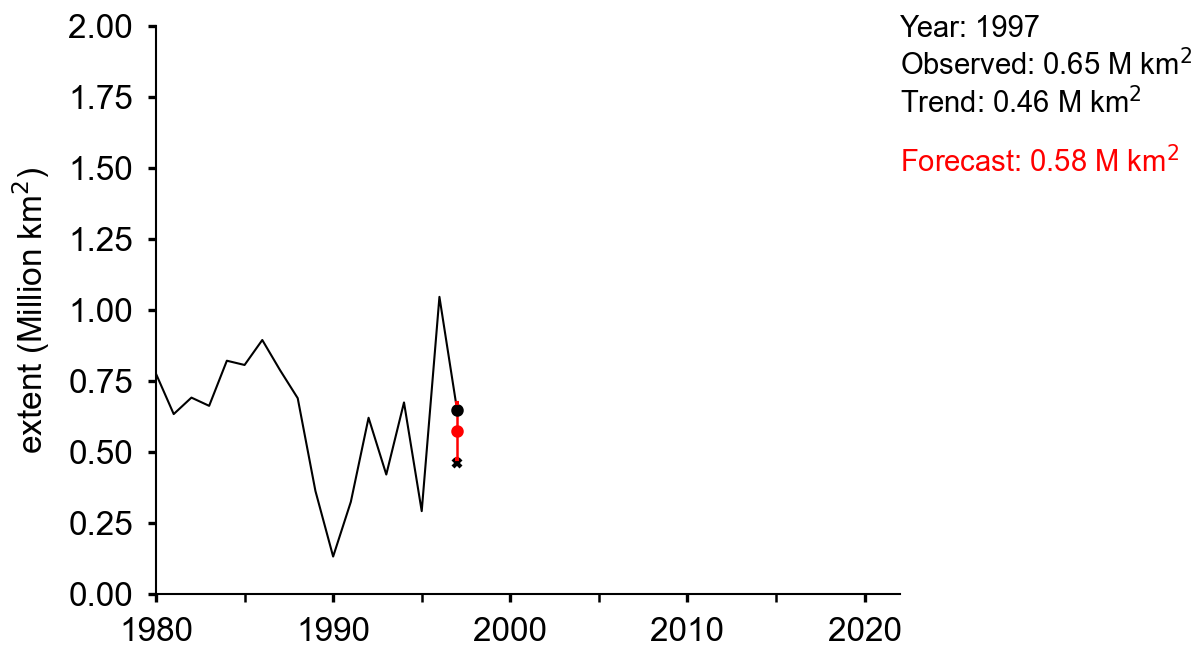 Year: 1997
Observed: 0.65 M km²
Trend: 0.46 M km²
Forecast: 0.58 M km²
extent (Million km²)
2.00
1.75
1.50
1.25
1.00
0.75
0.50
0.25
0.00
1980 1990 2000 2010 2020